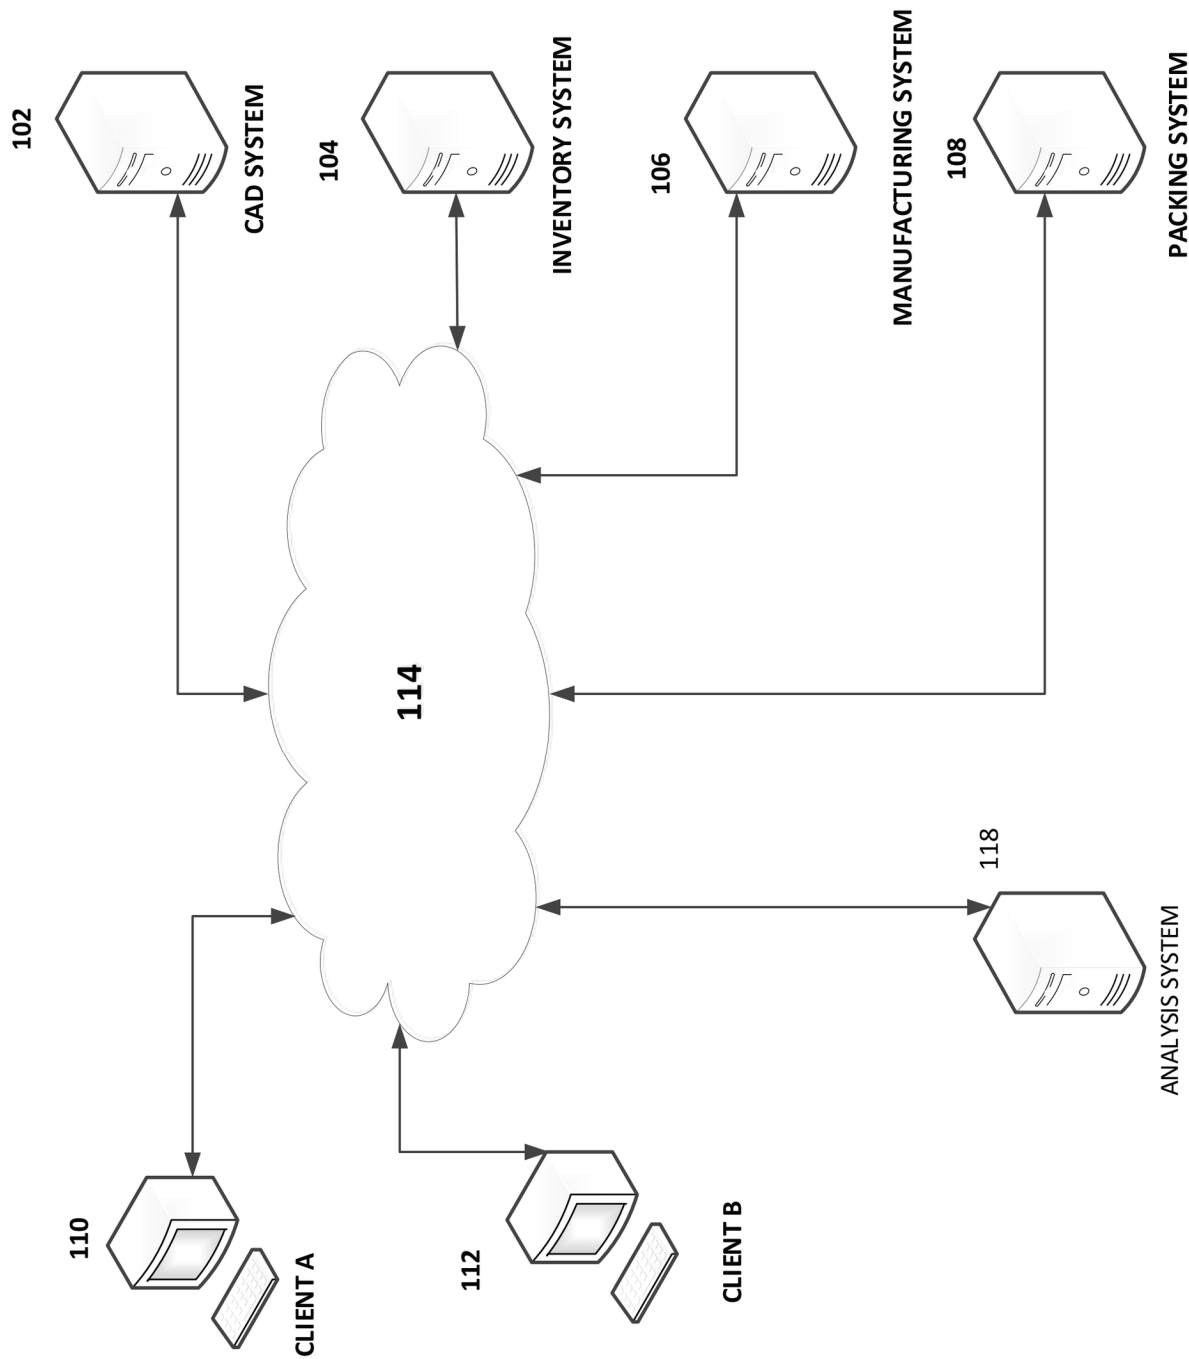 110
CLIENT A
112
CLIENT B
114
118
ANALYSIS SYSTEM
102
CAD SYSTEM
104
INVENTORY SYSTEM
106
MANUFACTURING SYSTEM
108
PACKING SYSTEM